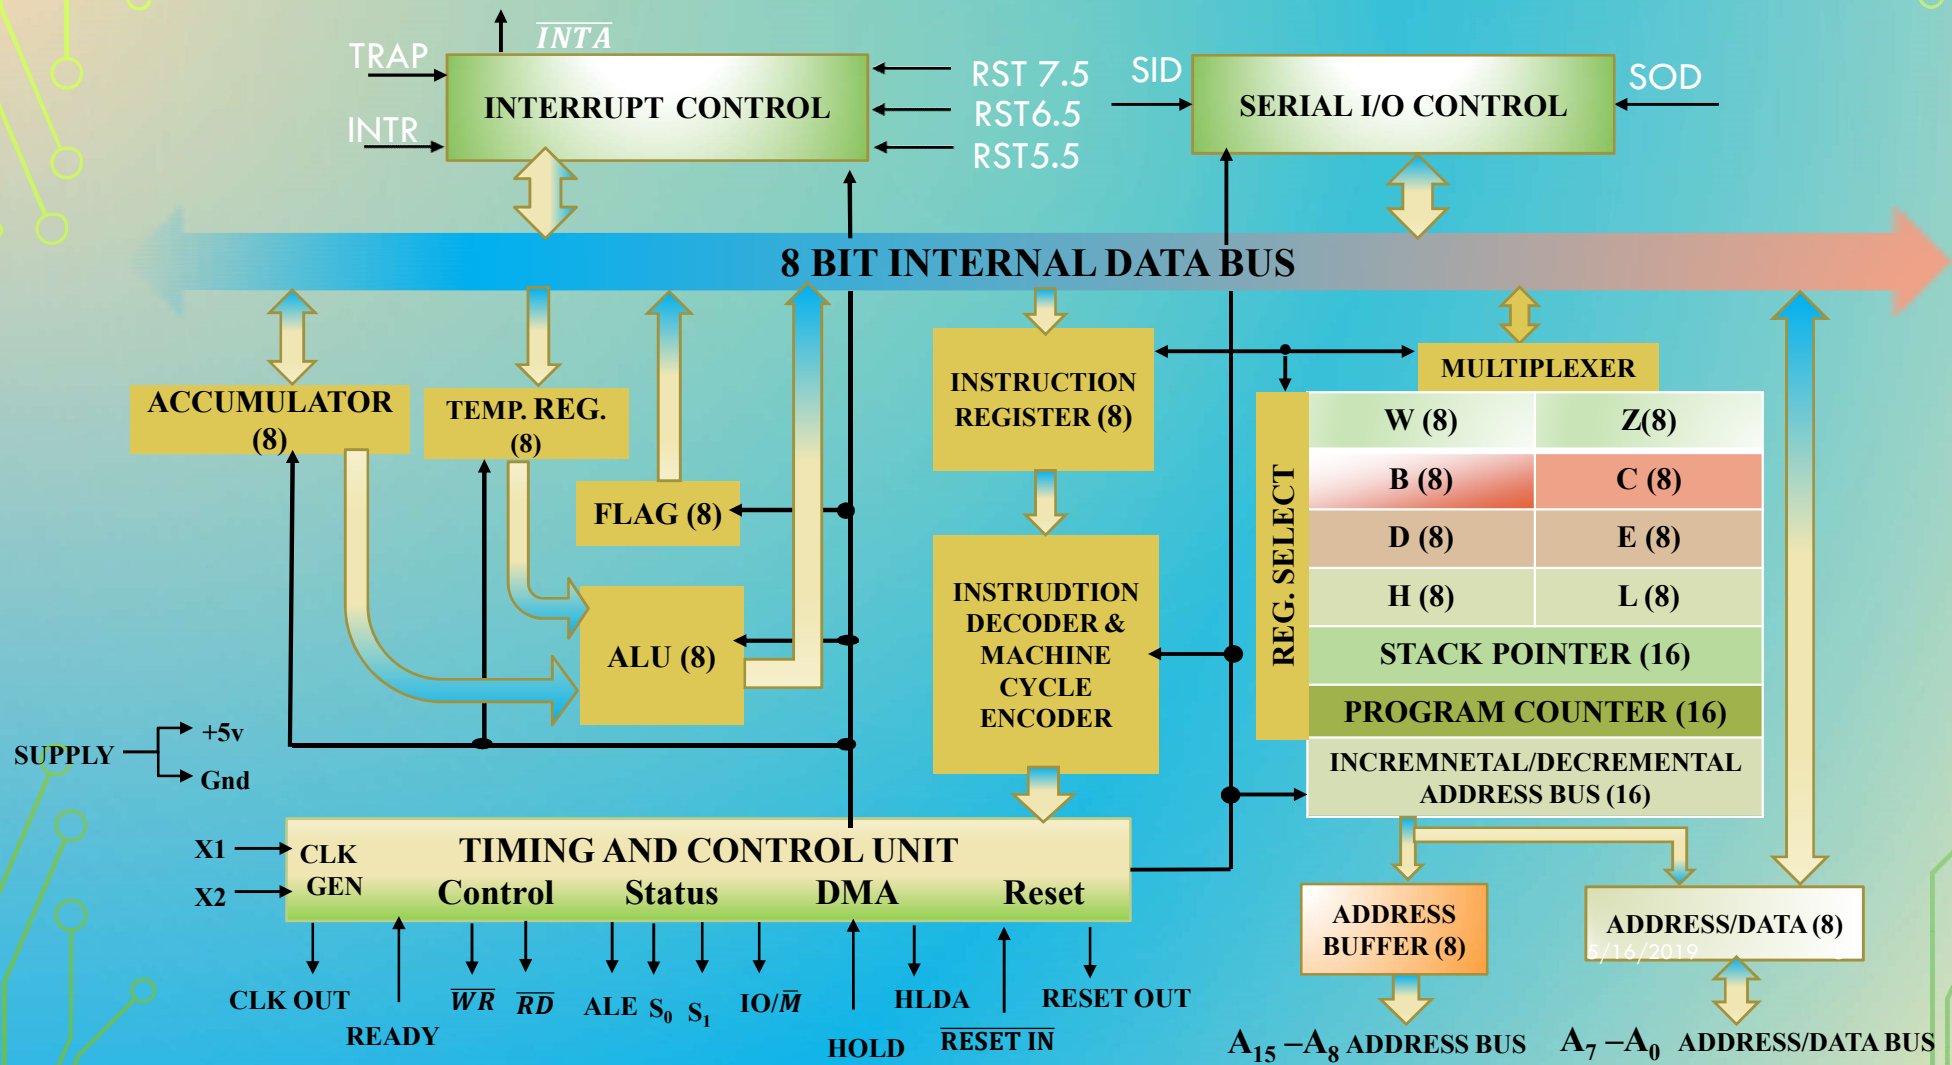 INTA
TRAP
INTR
INTERRUPT CONTROL
RST 7.5
RST6.5
RST5.5
SID
SERIAL I/O CONTROL
SOD
8 BIT INTERNAL DATA BUS
ACCUMULATOR
(8)
TEMP. REG.
(8)
FLAG (8)
ALU (8)
INSTRUCTION
REGISTER (8)
INSTRUDTION
DECODER &
MACHINE
CYCLE
ENCODER
MULTIPLEXER
REG. SELECT
W (8)
Z(8)
B (8)
C (8)
D (8)
E (8)
H (8)
L (8)
STACK POINTER (16)
PROGRAM COUNTER (16)
INCREMNETAL/DECREMENTAL
ADDRESS BUS (16)
SUPPLY
+5v
Gnd
X1
X2
CLK
GEN
TIMING AND CONTROL UNIT
Control
Status
DMA
Reset
CLK OUT
READY
WR
RD
ALE
S0
S1
IO/M
HOLD
HLDA
RESET IN
RESET OUT
ADDRESS
BUFFER (8)
ADDRESS/DATA (8)
5/16/2019
A15 –A8 ADDRESS BUS
A7 –A0 ADDRESS/DATA BUS